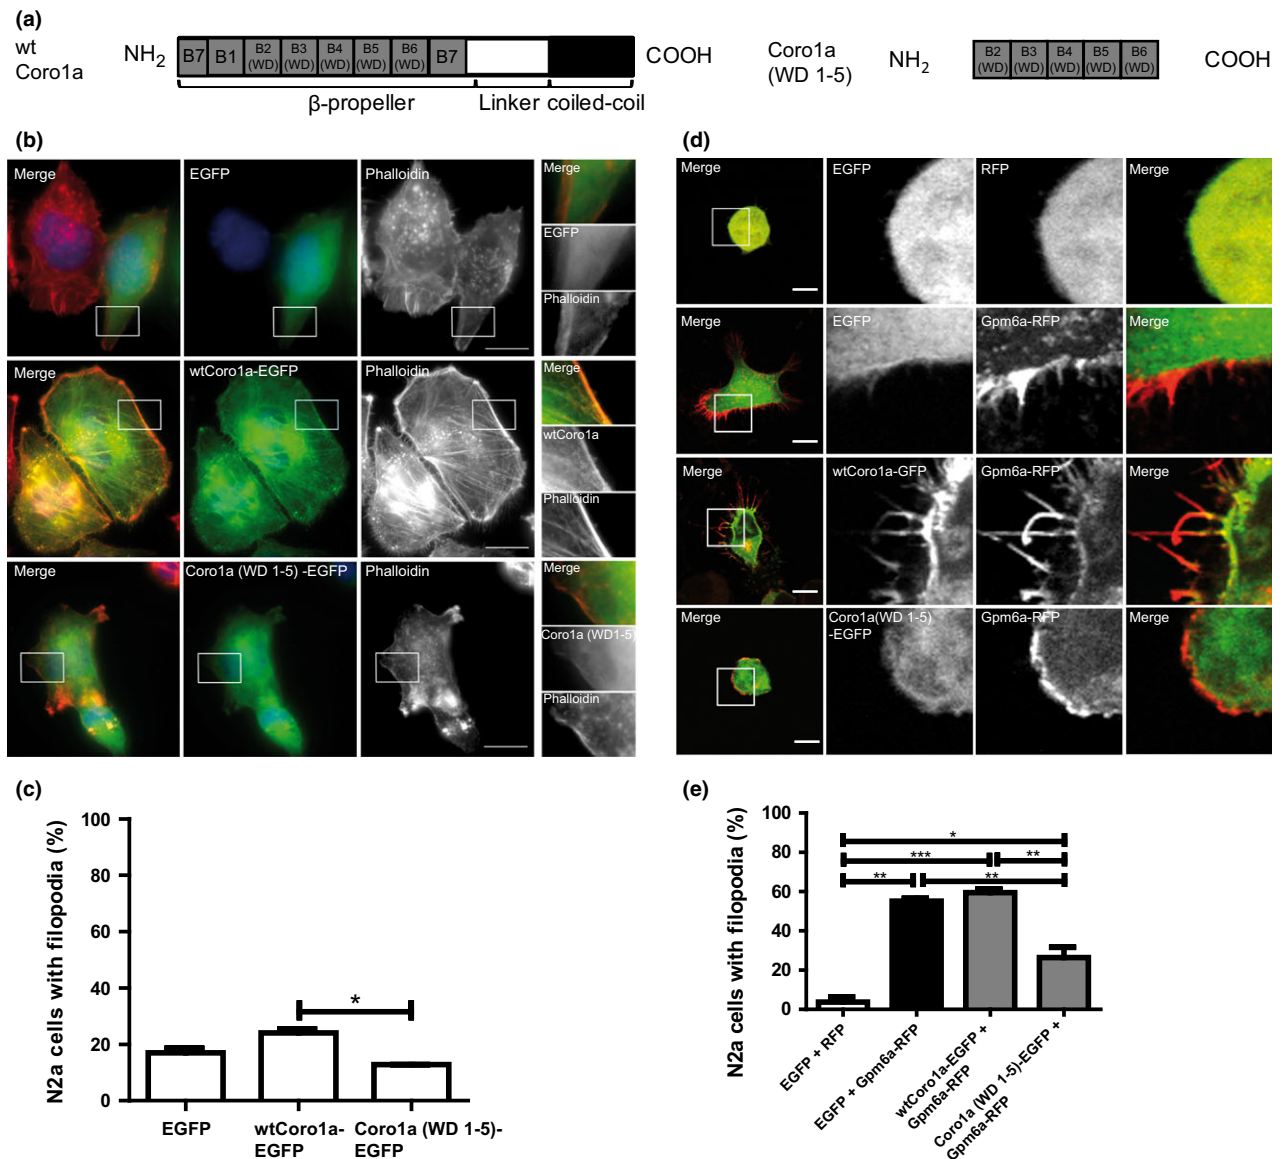 (a)
wt
Coro1a
NH2
B7 B1 B2 (WD) B3 (WD) B4 (WD) B5 (WD) B6 (WD) B7
COOH
β-propeller
Linker coiled-coil
Coro1a
(WD 1-5)
NH2
B2 (WD) B3 (WD) B4 (WD) B5 (WD) B6 (WD)
COOH
(b)
Merge
EGFP
Phalloidin
Merge
EGFP
Phalloidin
Merge
wtCoro1a-EGFP
Phalloidin
Merge
wtCoro1a
Phalloidin
Merge
Coro1a (WD 1-5) -EGFP
Phalloidin
Merge
Coro1a (WD1-5)
Phalloidin
(d)
Merge
EGFP
RFP
Merge
Merge
EGFP
Gpm6a-RFP
Merge
Merge
wtCoro1a-GFP
Gpm6a-RFP
Merge
Merge
Coro1a(WD 1-5)
-EGFP
Gpm6a-RFP
Merge
(c)
N2a cells with filopodia (%)
100
80
60
40
20
0
*
EGFP
wtCoro1a-
EGFP
Coro1a (WD 1-5)-
EGFP
(e)
N2a cells with filopodia (%)
100
80
60
40
20
0
*
***
**
**
**
EGFP + RFP
EGFP + Gpm6a-RFP
wtCoro1a-EGFP +
Gpm6a-RFP
Coro1a (WD 1-5)-EGFP +
Gpm6a-RFP